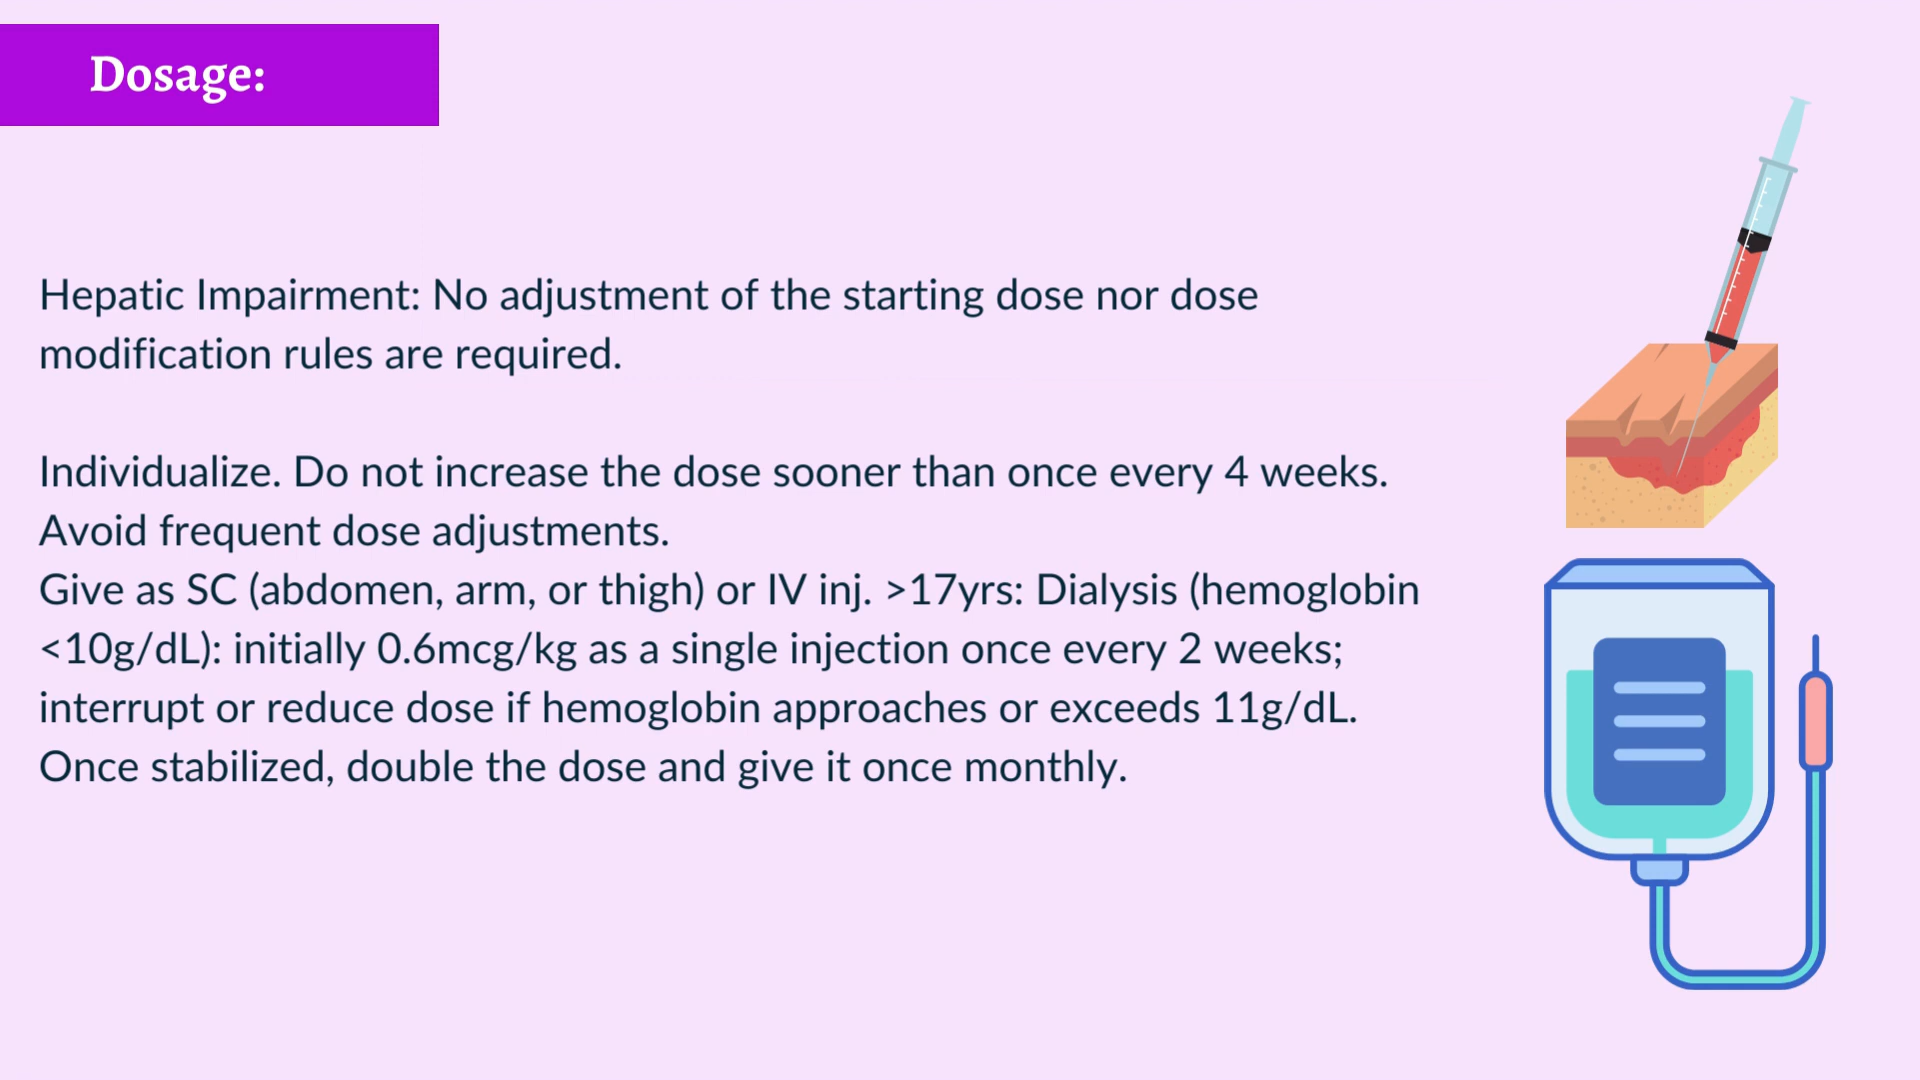 Dosage:
Hepatic Impairment: No adjustment of the starting dose nor dose
modification rules are required.
Individualize. Do not increase the dose sooner than once every 4 weeks.
Avoid frequent dose adjustments.
Give as SC (abdomen, arm, or thigh) or IV inj. >17yrs: Dialysis (hemoglobin
<10g/dL): initially 0.6mcg/kg as a single injection once every 2 weeks;
interrupt or reduce dose if hemoglobin approaches or exceeds 11g/dL.
Once stabilized, double the dose and give it once monthly.